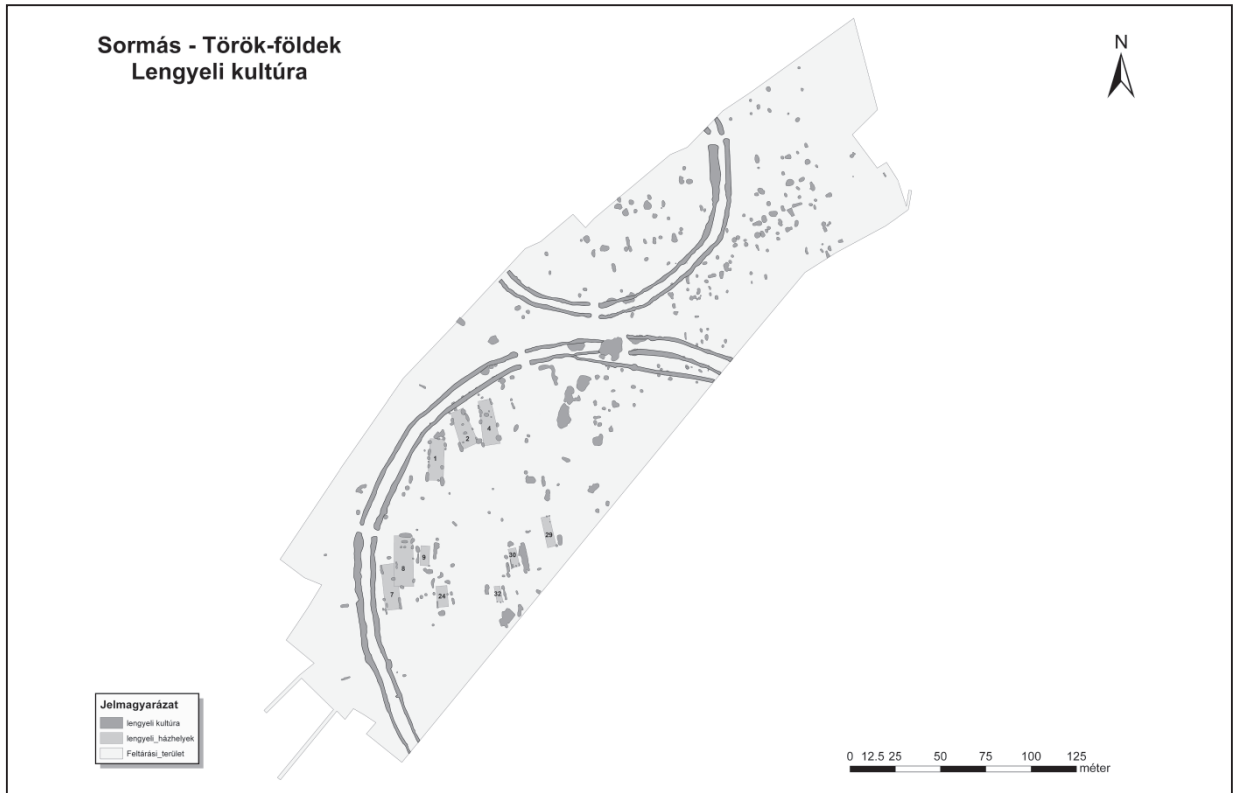 Sormás - Török-földek
Lengyeli kultúra
N
2
4
1
29
9
30
8
7
24
32
Jelmagyarázat
lengyeli kultúra
lengyeli_házhelyek
Feltárási_terület
0 12.5 25 50 75 100 125
méter